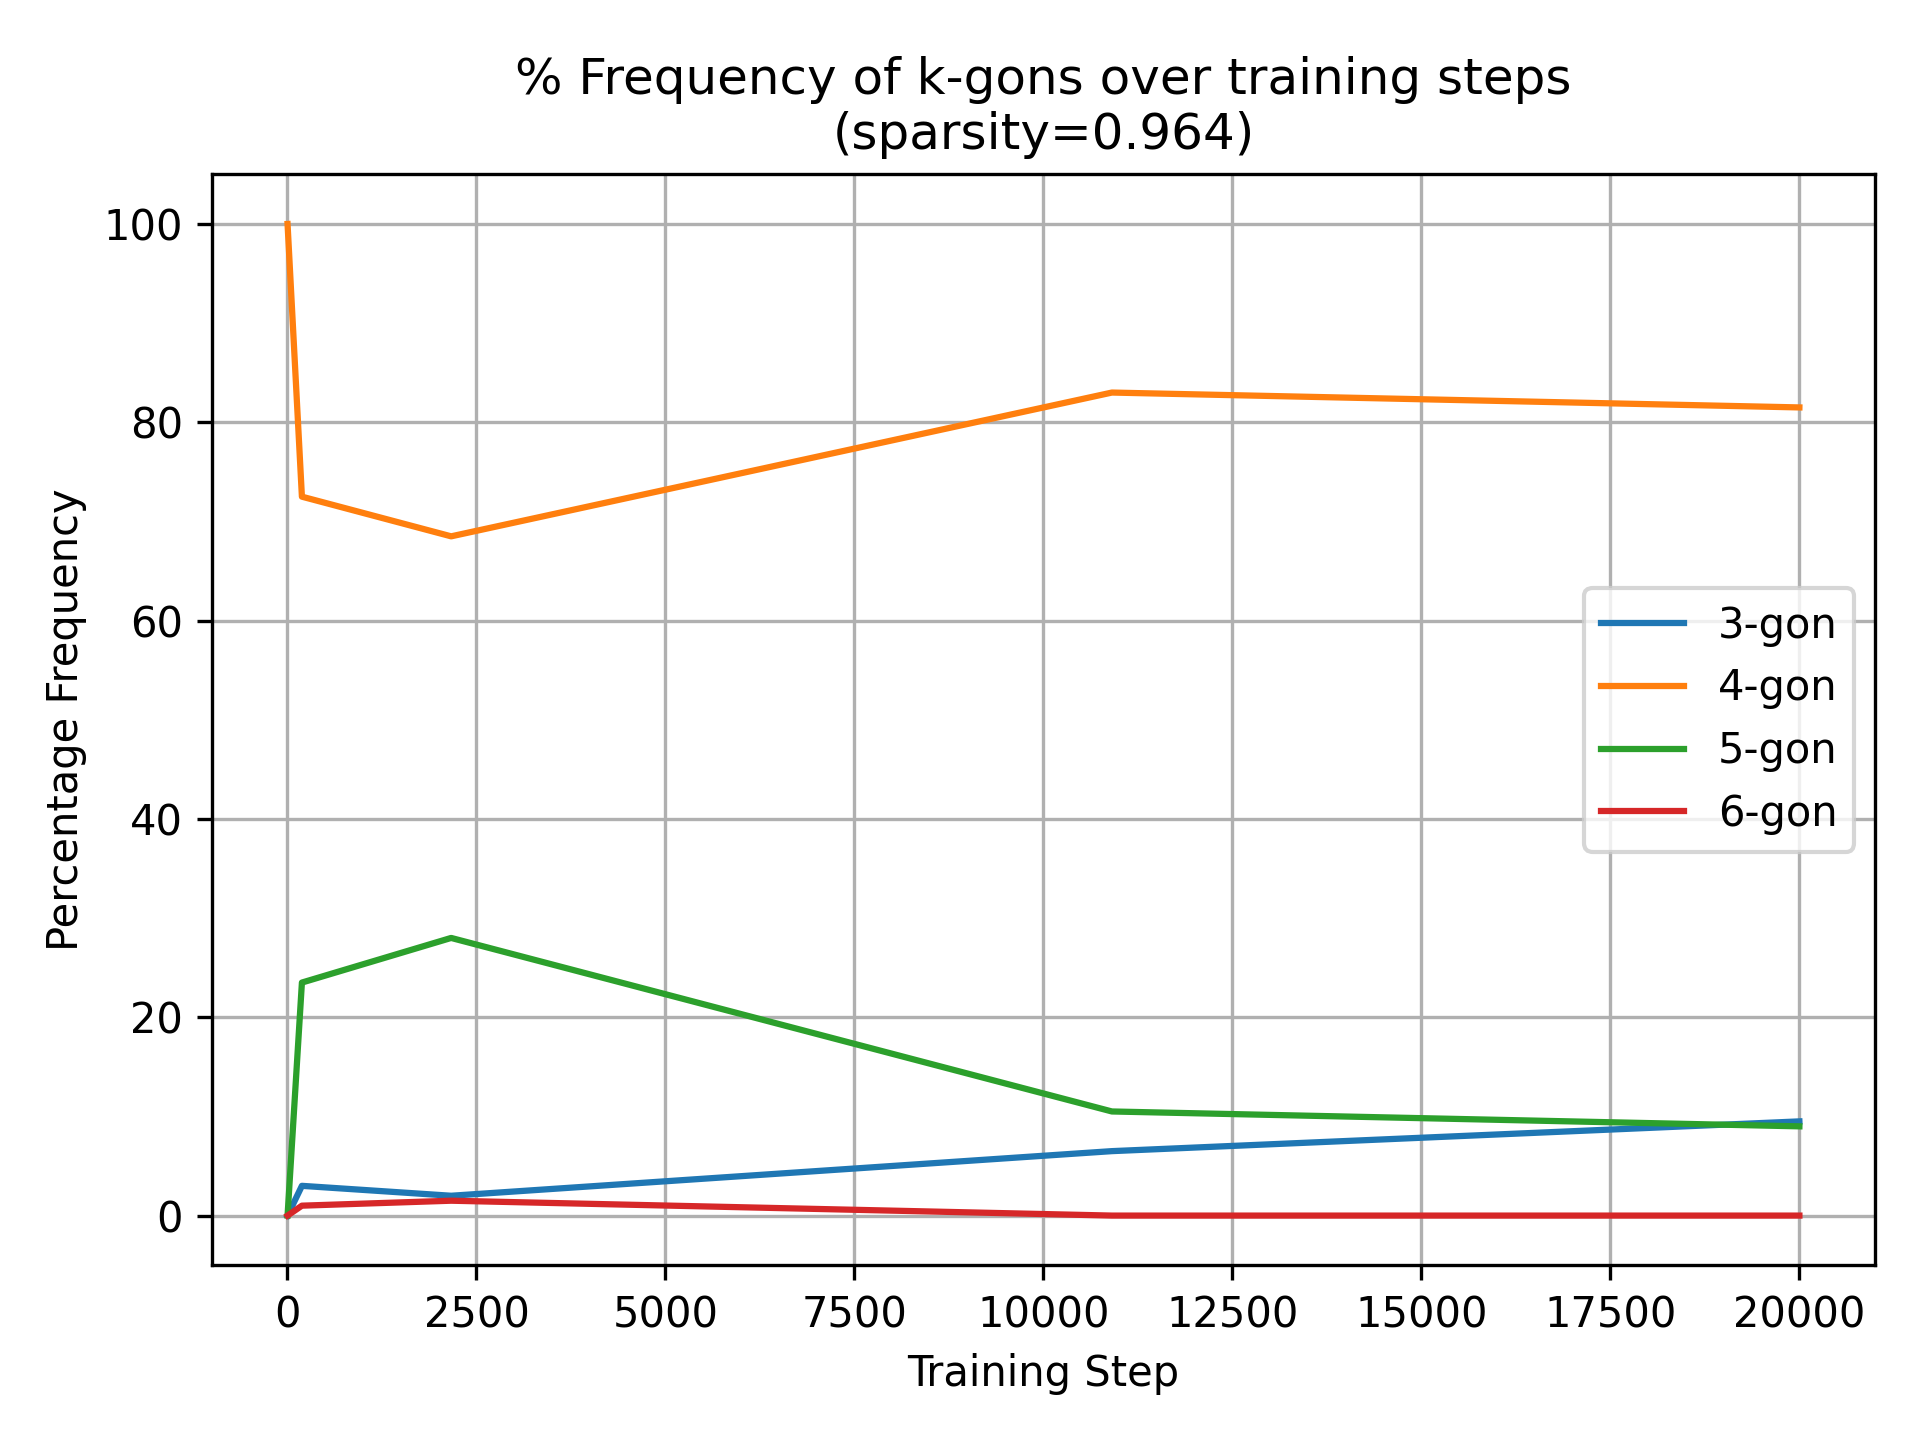 % Frequency of k-gons over training steps
(sparsity=0.964)
Percentage Frequency
100
80
60
40
20
0
3-gon
4-gon
5-gon
6-gon
0 2500 5000 7500 10000 12500 15000 17500 20000
Training Step